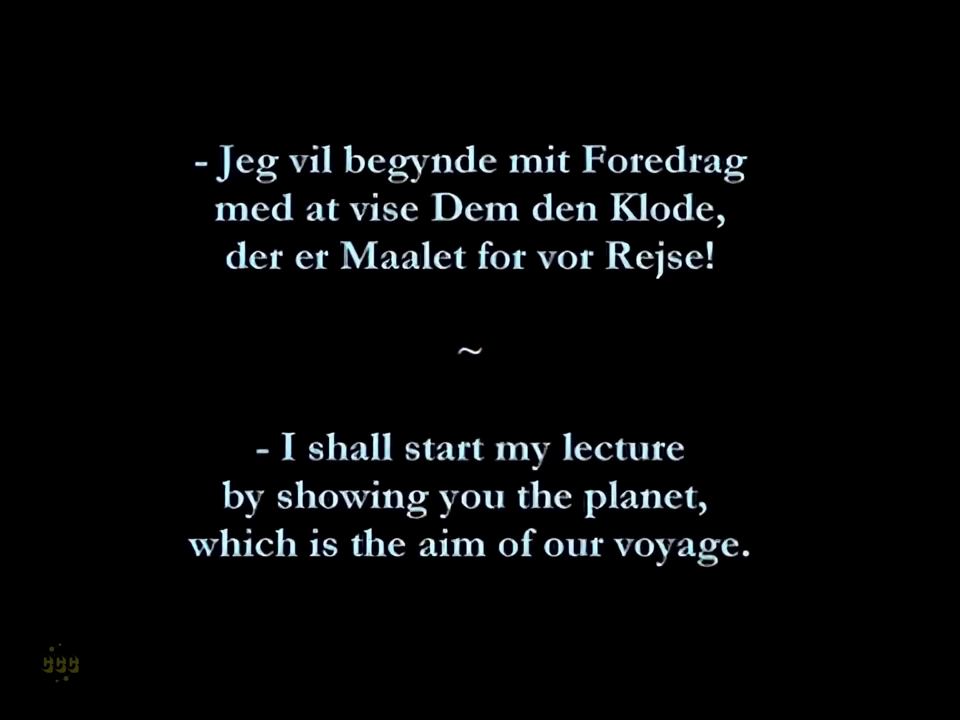 - Jeg vil begynde mit Foredrag
med at vise Dem den Klode,
der er Maalet for vor Rejse!
~
- I shall start my lecture
by showing you the planet,
which is the aim of our voyage.
CCC